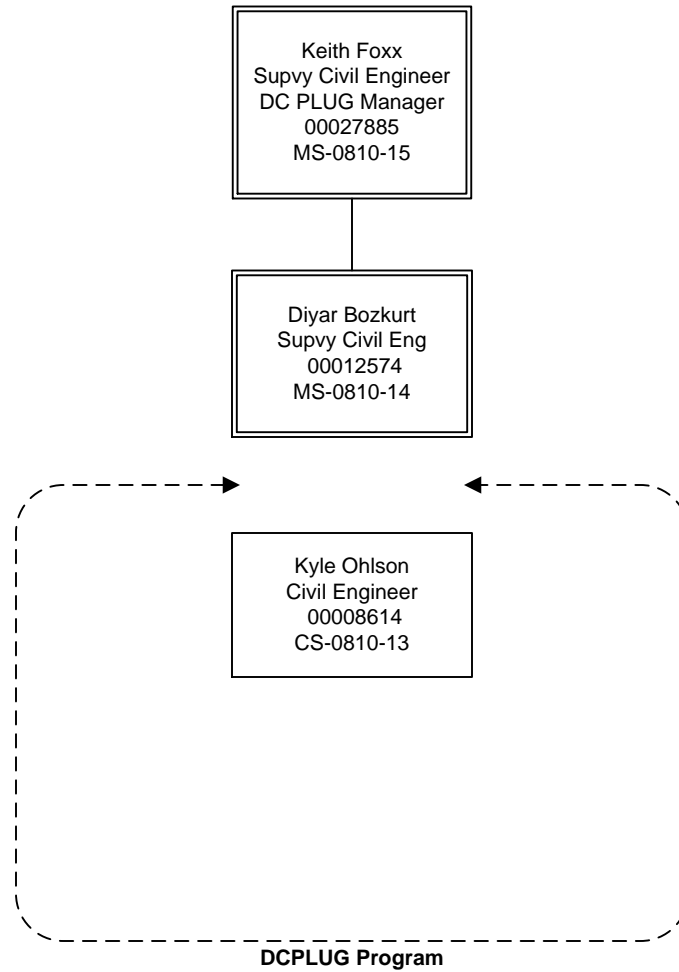 Keith Foxx
Supvy Civil Engineer
DC PLUG Manager
00027885
MS-0810-15
Diyar Bozkurt
Supvy Civil Eng
00012574
MS-0810-14
Kyle Ohlson
Civil Engineer
00008614
CS-0810-13
DCPLUG Program